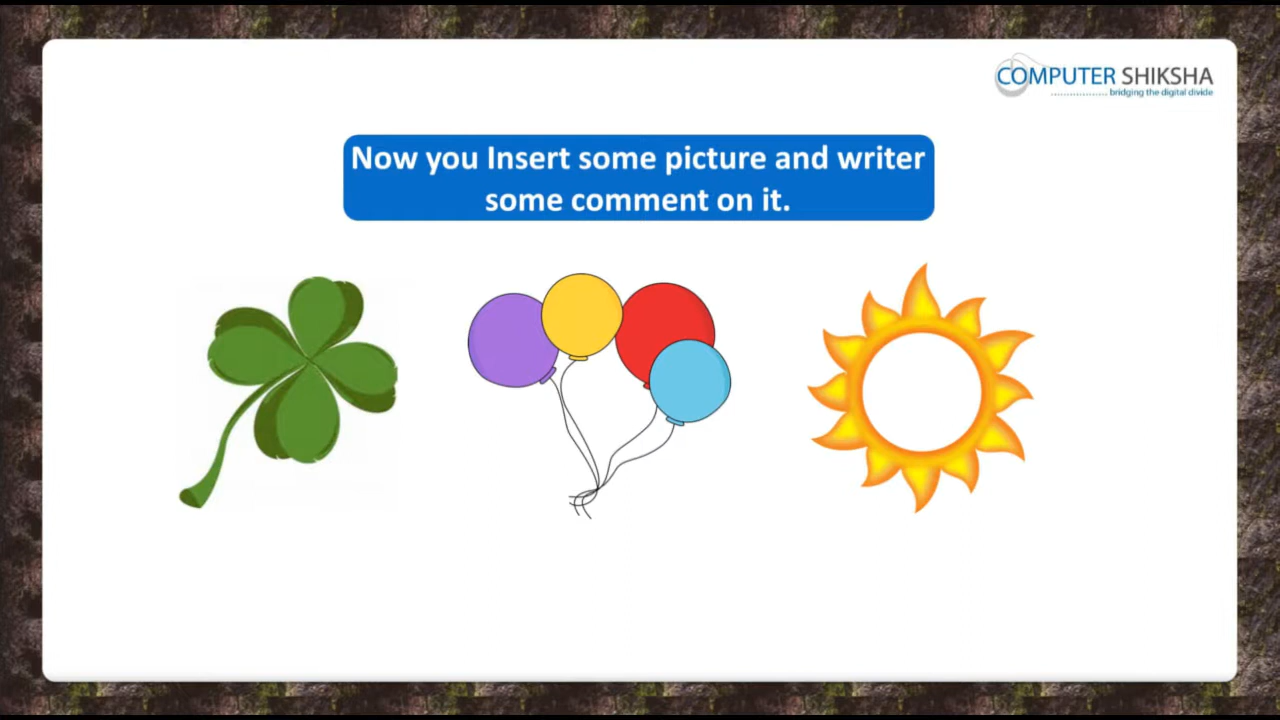 COMPUTER SHIKSHA
bridging the digital divide
Now you Insert some picture and writer
some comment on it.